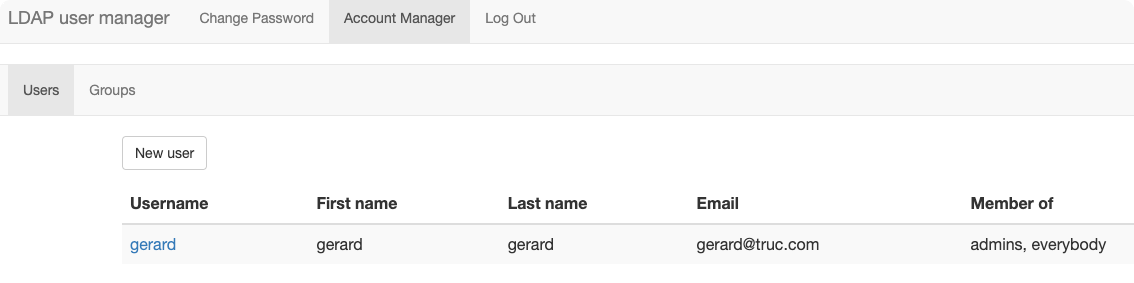 LDAP user manager Change Password Account Manager Log Out
Users Groups
New user
Username First name Last name Email Member of
gerard gerard gerard gerard@truc.com admins, everybody